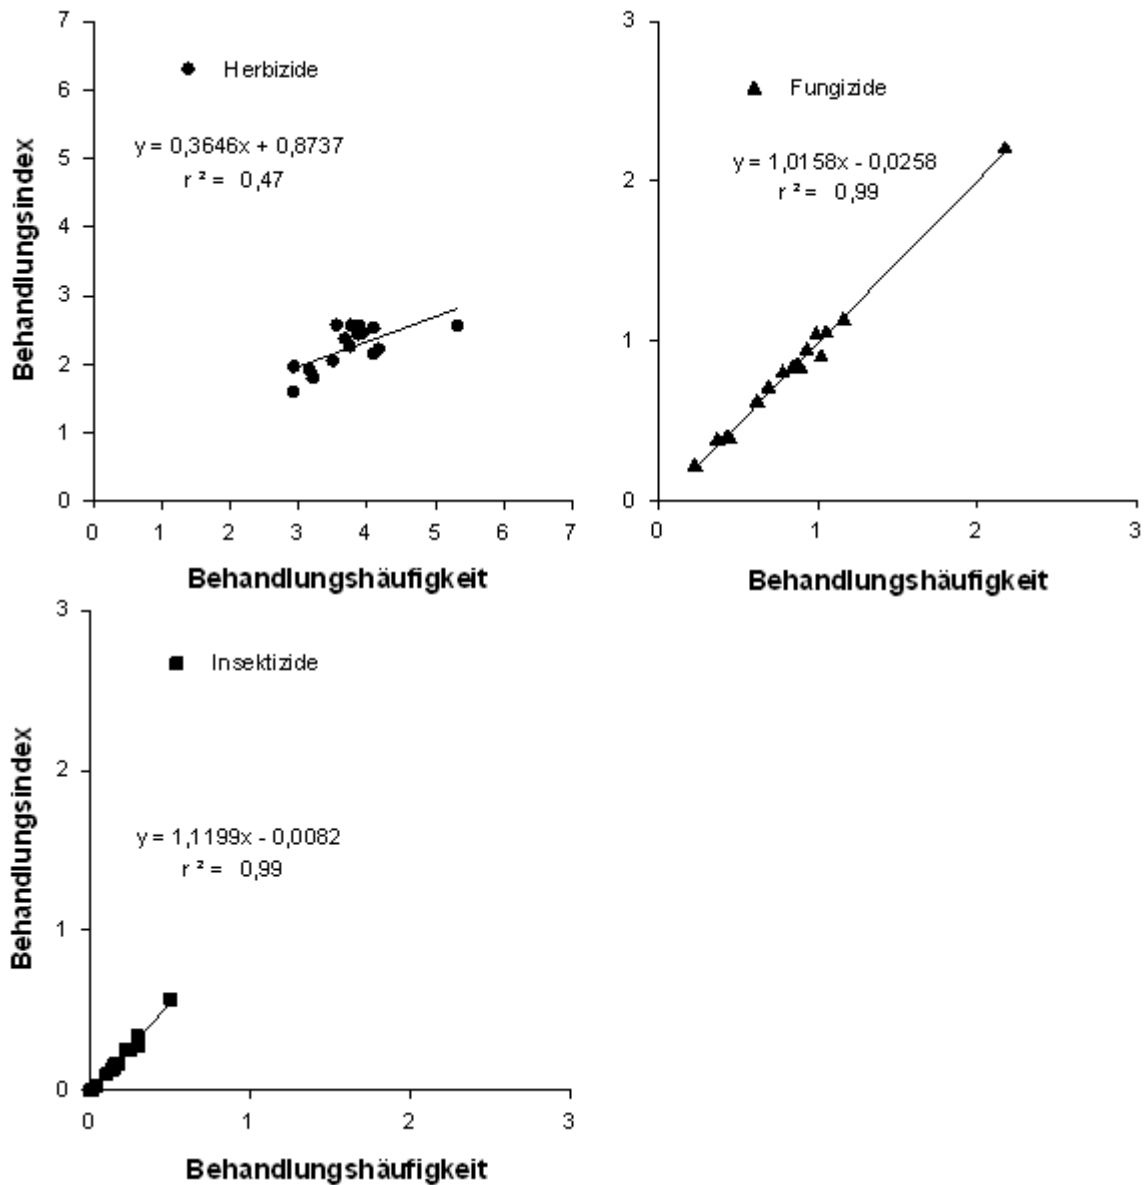 7
6
5
4
3
2
1
0
Behandlungsindex
Herbizide
y = 0,3646x + 0,8737
r ² = 0,47
0 1 2 3 4 5 6 7
Behandlungshäufigkeit
3
2
1
0
Fungizide
y = 1,0158x - 0,0258
r ² = 0,99
0 1 2 3
Behandlungshäufigkeit
3
2
1
0
Behandlungsindex
Insektizide
y = 1,1199x - 0,0082
r ² = 0,99
0 1 2 3
Behandlungshäufigkeit